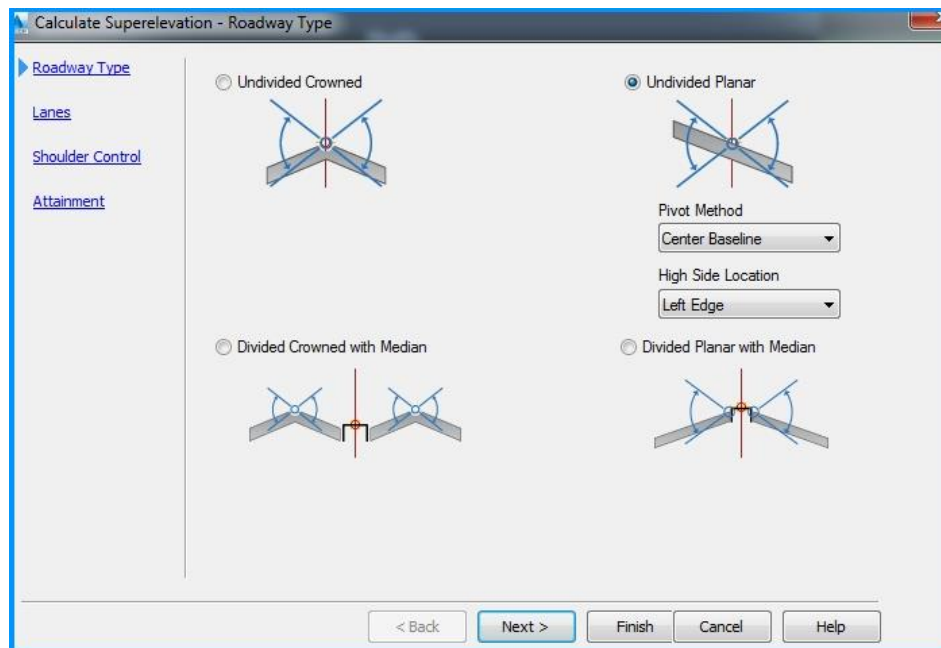 Calculate Superelevation - Roadway Type
Roadway Type
Lanes
Shoulder Control
Attainment
Undivided Crowned
Undivided Planar
Pivot Method
Center Baseline
High Side Location
Left Edge
Divided Crowned with Median
Divided Planar with Median
< Back
Next >
Finish
Cancel
Help